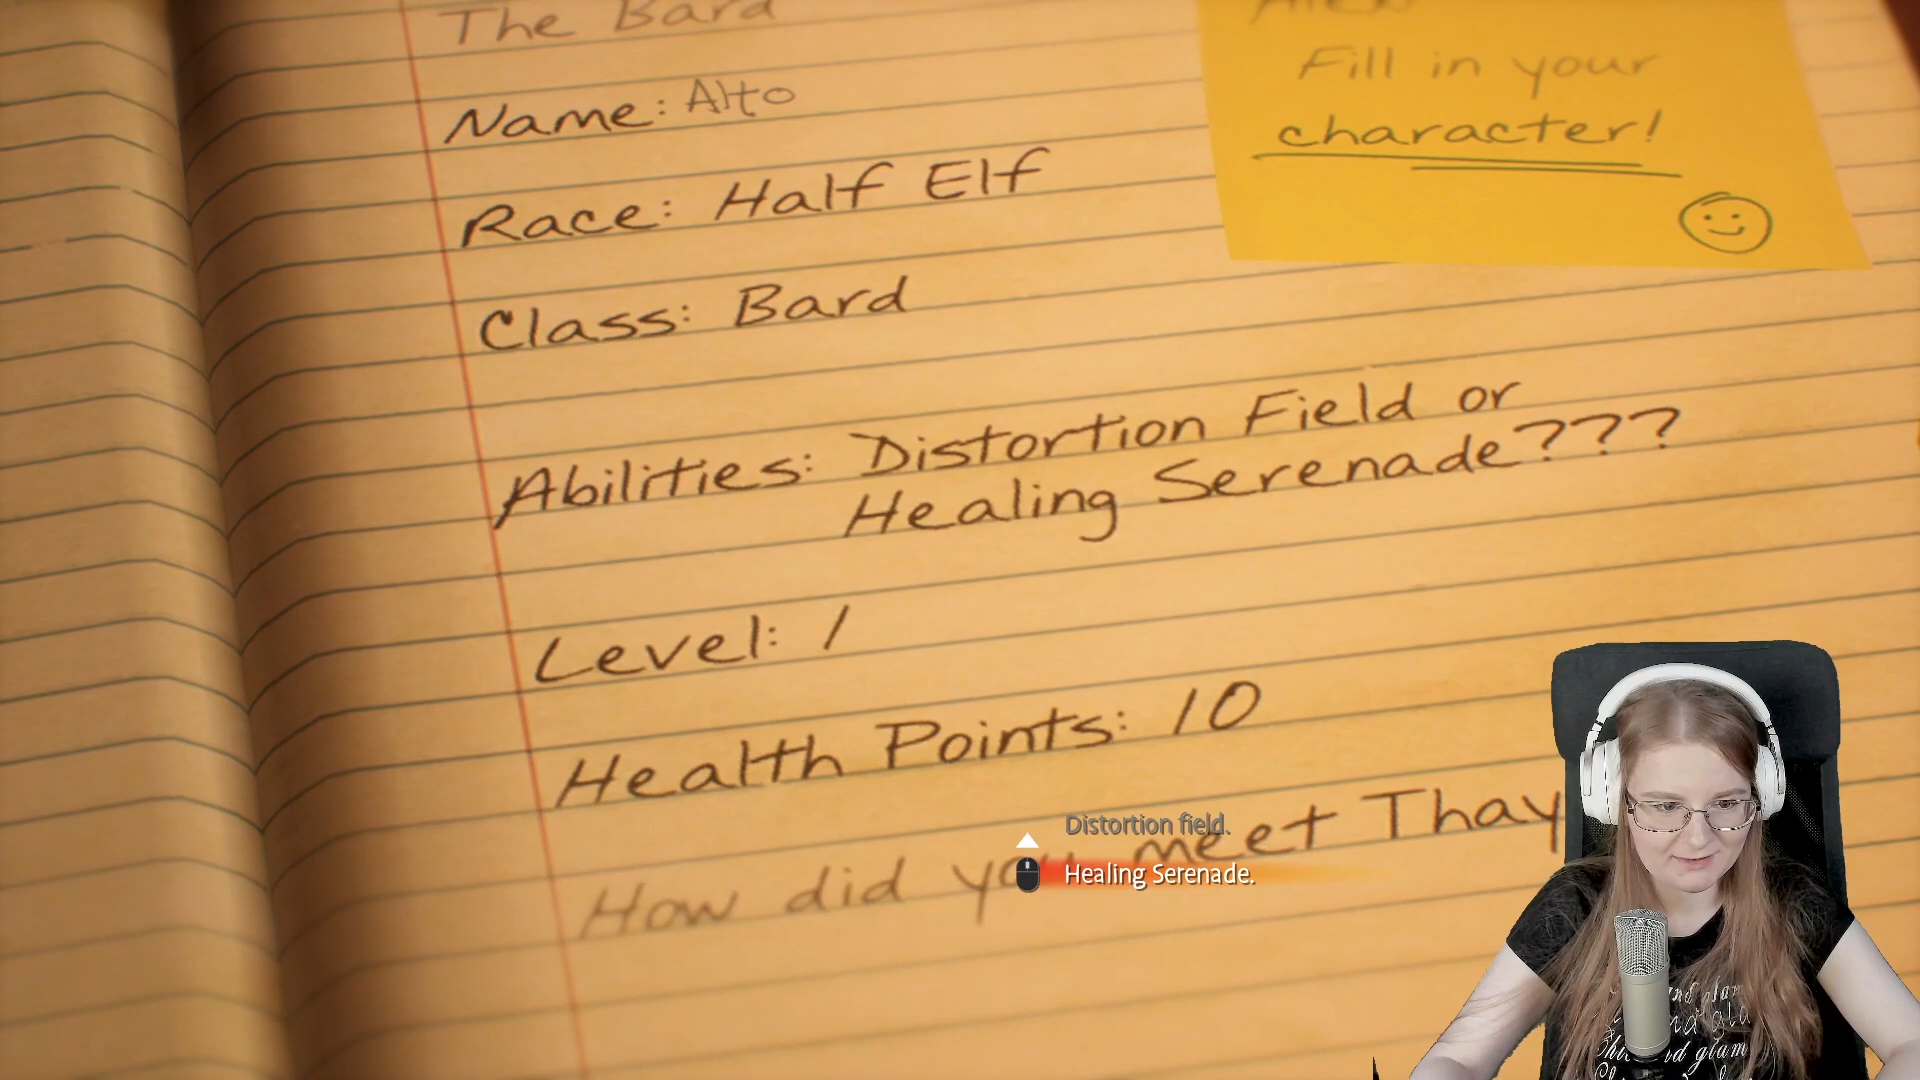 The Bard
Name: Alto
Race: Half Elf
Class: Bard
Abilities: Distortion Field or
Healing Serenade???
Level: 1
Health Points: 10
How did you meet Thay
Alex
Fill in your
character!
Distortion field.
Healing Serenade.